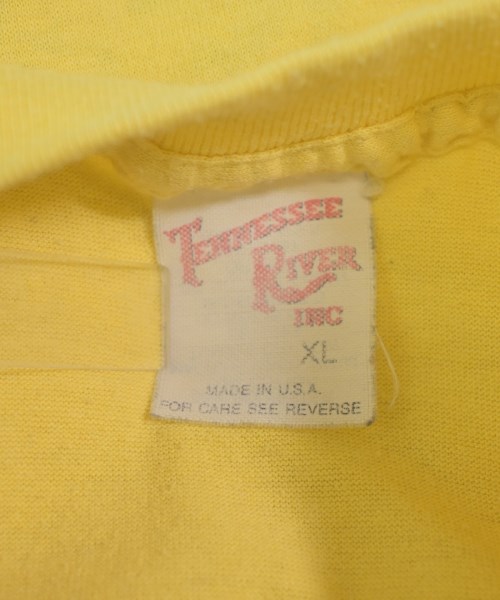 TENNESSEE
RIVER
INC
XL
MADE IN U.S.A.
FOR CARE SEE REVERSE